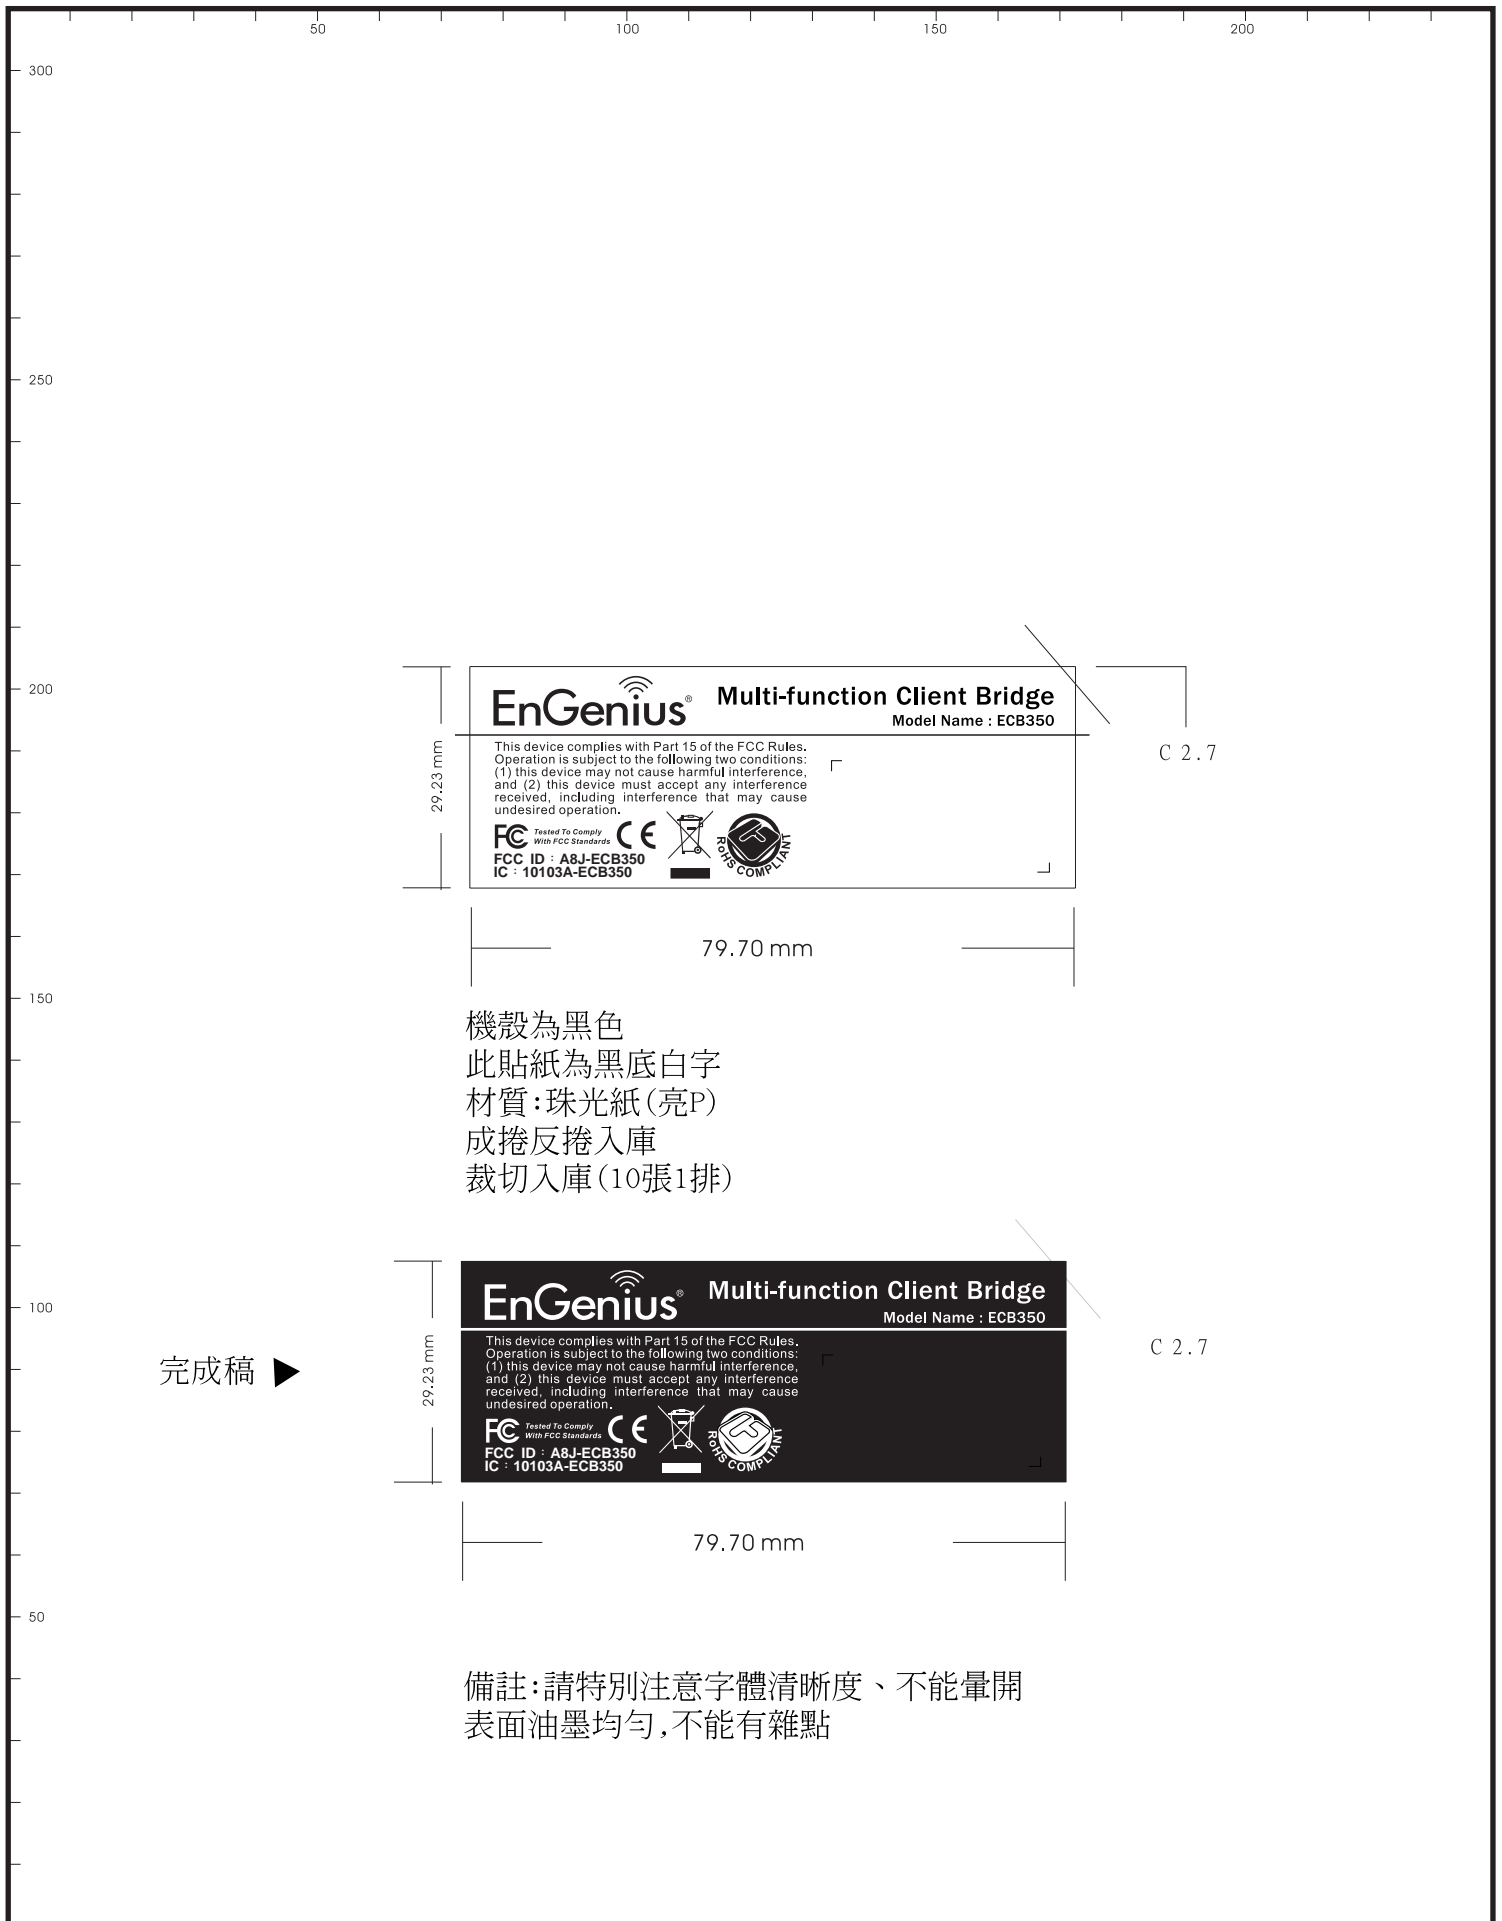 50
100
150
200
300
250
200
150
100
50
EnGenius®
Multi-function Client Bridge
Model Name : ECB350
This device complies with Part 15 of the FCC Rules.
Operation is subject to the following two conditions:
(1) this device may not cause harmful interference,
and (2) this device must accept any interference
received, including interference that may cause
undesired operation.
FC Tested To Comply
With FCC Standards
CE
FCC ID : A8J-ECB350
IC : 10103A-ECB350
RoHS COMPLIANT
29.23 mm
C 2.7
79.70 mm
機殼為黑色
此貼紙為黑底白字
材質:珠光紙(亮P)
成捲反捲入庫
裁切入庫(10張1排)
完成稿
EnGenius®
Multi-function Client Bridge
Model Name : ECB350
This device complies with Part 15 of the FCC Rules.
Operation is subject to the following two conditions:
(1) this device may not cause harmful interference,
and (2) this device must accept any interference
received, including interference that may cause
undesired operation.
FC Tested To Comply
With FCC Standards
CE
FCC ID : A8J-ECB350
IC : 10103A-ECB350
RoHS COMPLIANT
29.23 mm
C 2.7
79.70 mm
備註:請特別注意字體清晰度、不能暈開
表面油墨均勻,不能有雜點